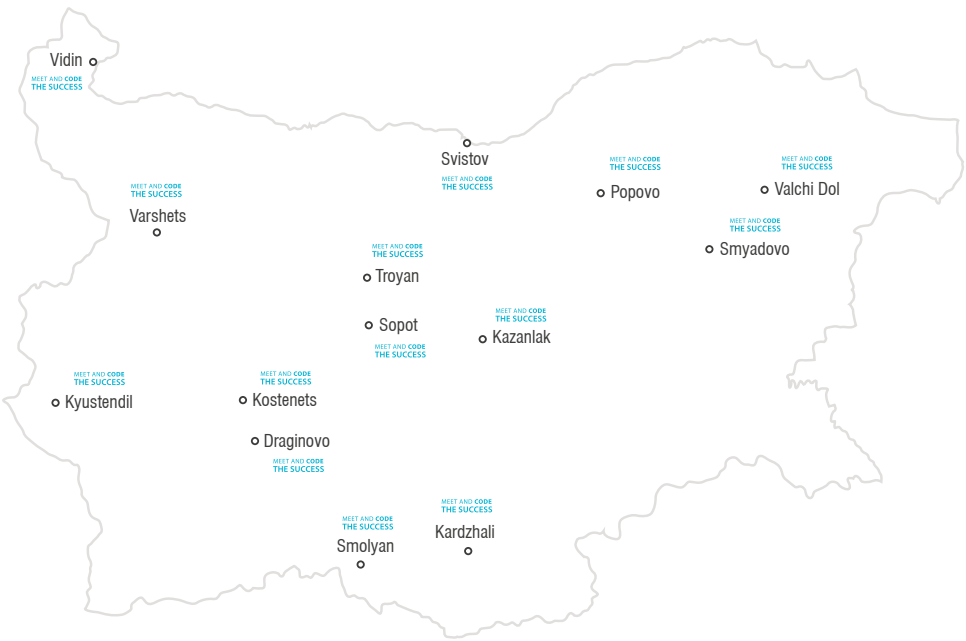 Vidin
MEET AND CODE
THE SUCCESS
Svistov
MEET AND CODE
THE SUCCESS
MEET AND CODE
THE SUCCESS
Popovo
MEET AND CODE
THE SUCCESS
Valchi Dol
MEET AND CODE
THE SUCCESS
Varshets
MEET AND CODE
THE SUCCESS
Smyadovo
MEET AND CODE
THE SUCCESS
Troyan
Sopot
MEET AND CODE
THE SUCCESS
MEET AND CODE
THE SUCCESS
Kazanlak
MEET AND CODE
THE SUCCESS
Kyustendil
MEET AND CODE
THE SUCCESS
Kostenets
Draginovo
MEET AND CODE
THE SUCCESS
MEET AND CODE
THE SUCCESS
Smolyan
MEET AND CODE
THE SUCCESS
Kardzhali